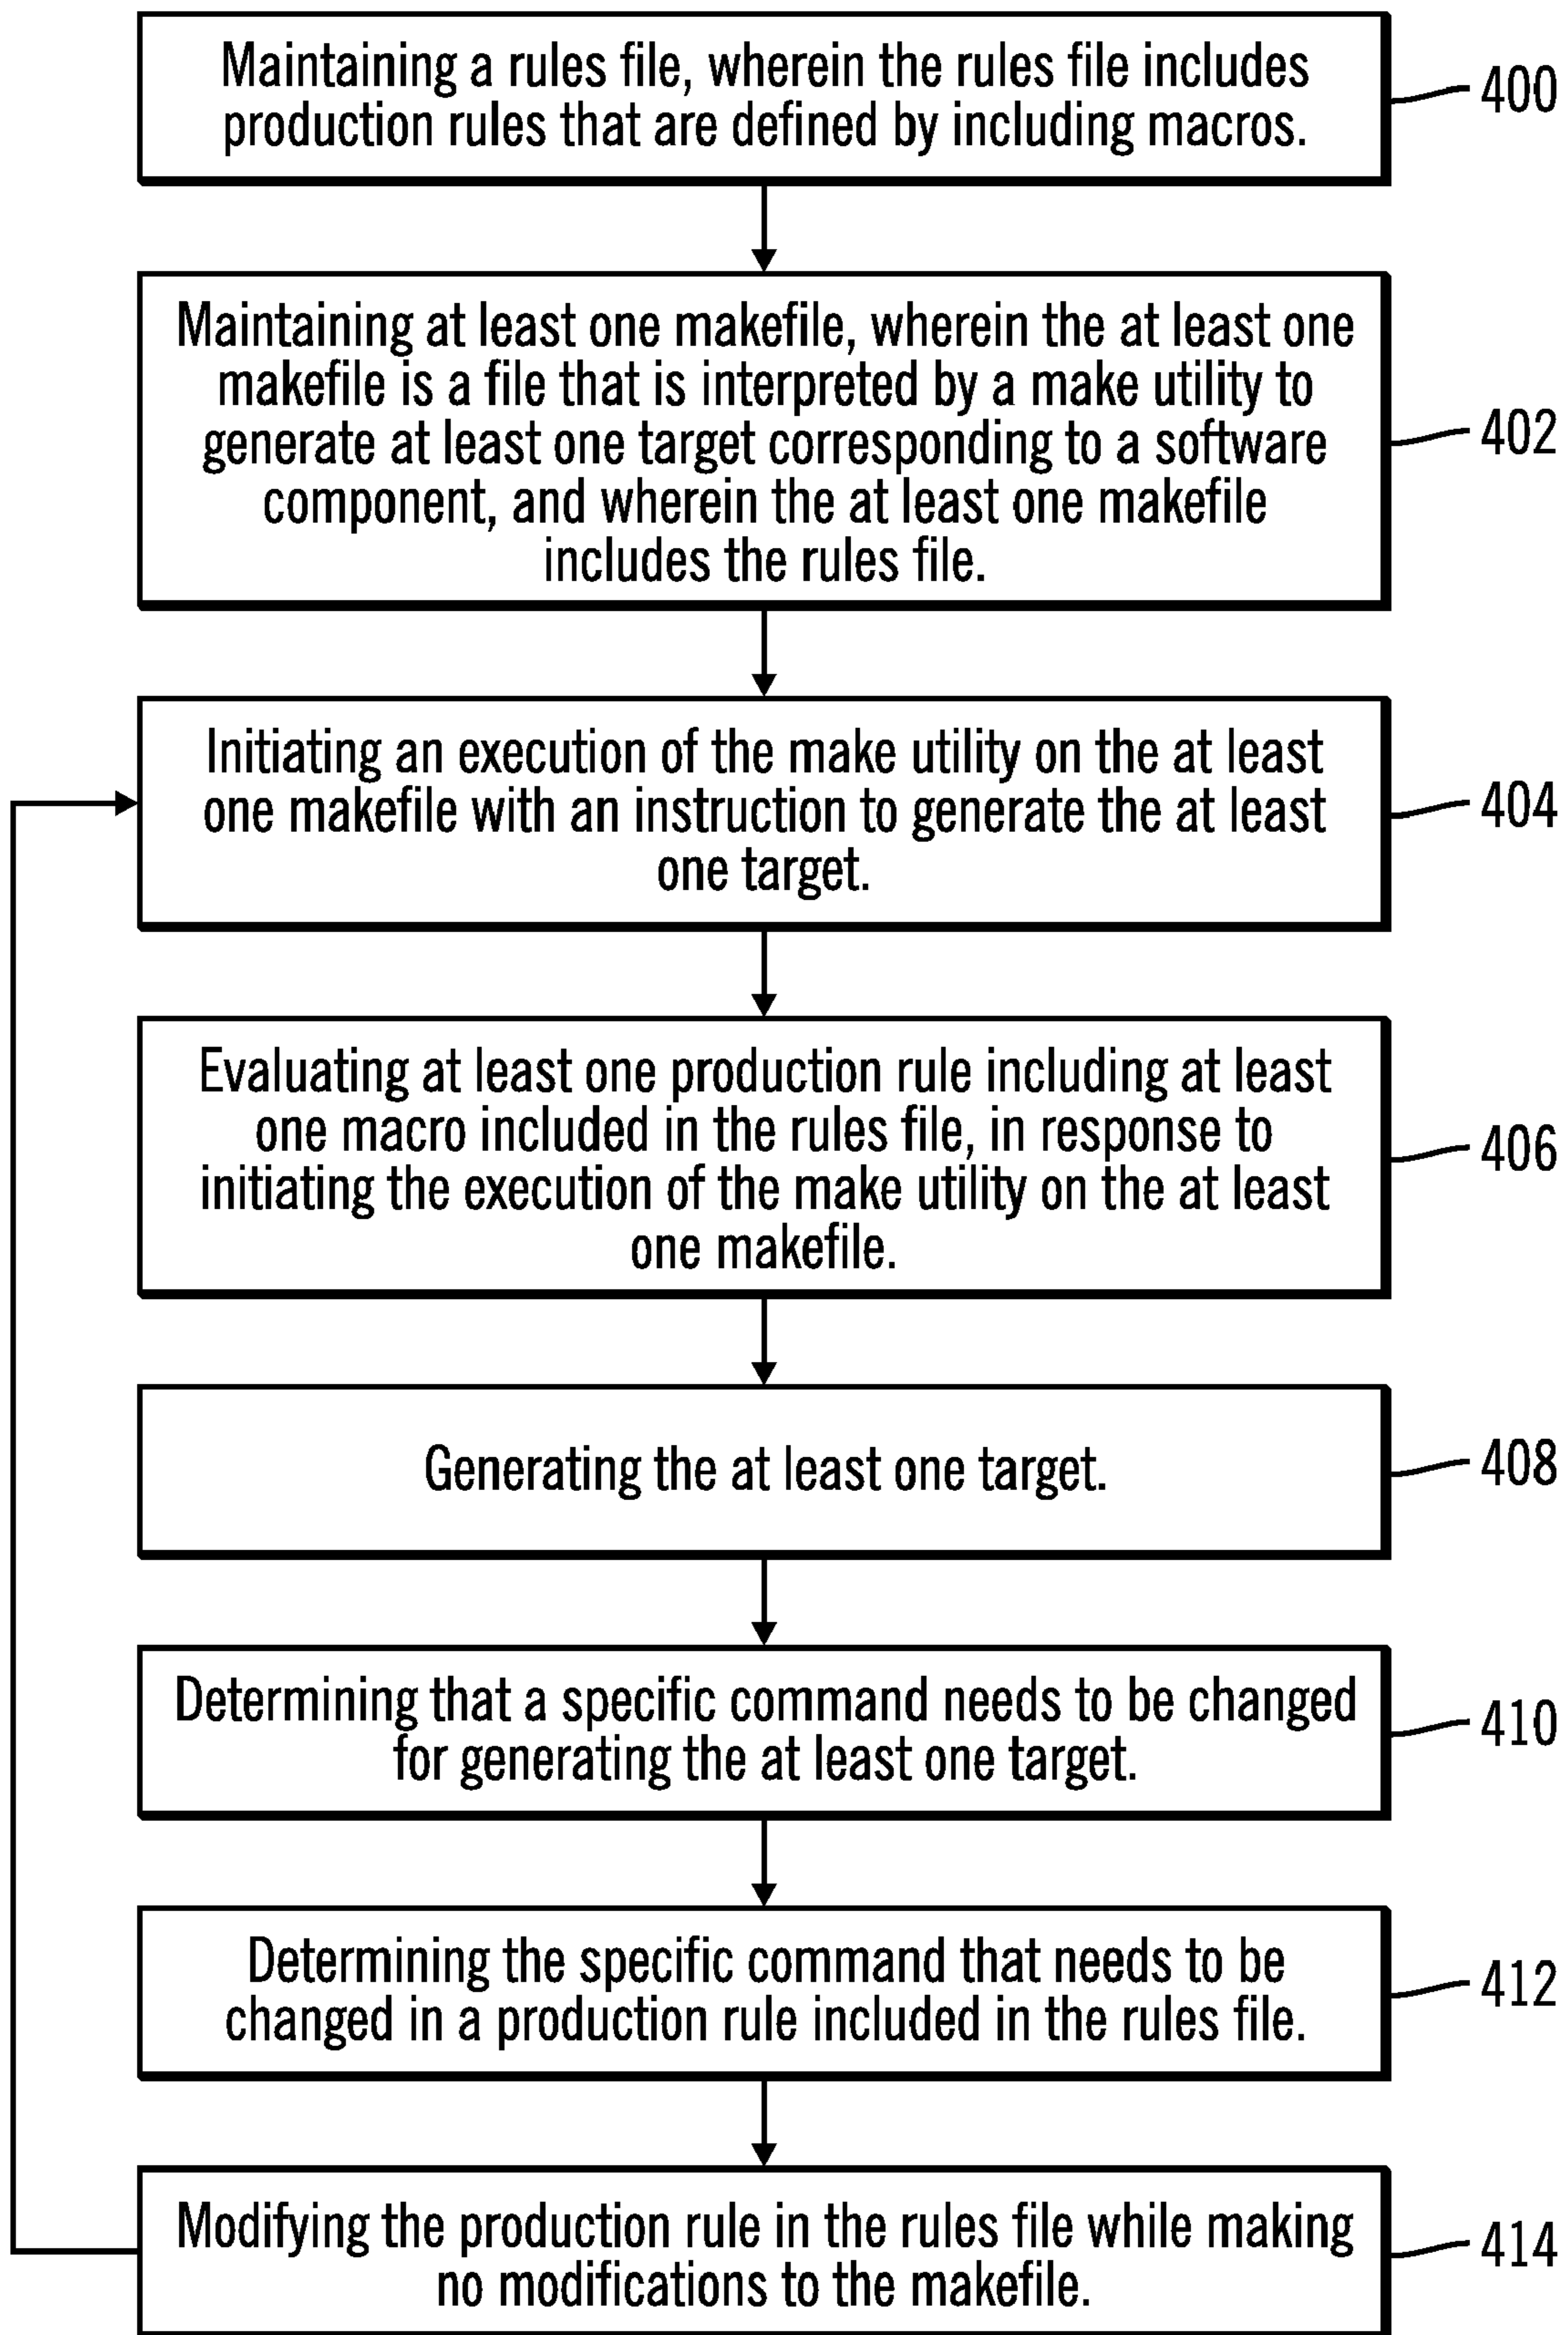 Maintaining a rules file, wherein the rules file includes
production rules that are defined by including macros.
400
Maintaining at least one makefile, wherein the at least one
makefile is a file that is interpreted by a make utility to
generate at least one target corresponding to a software
component, and wherein the at least one makefile
includes the rules file.
402
Initiating an execution of the make utility on the at least
one makefile with an instruction to generate the at least
one target.
404
Evaluating at least one production rule including at least
one macro included in the rules file, in response to
initiating the execution of the make utility on the at least
one makefile.
406
Generating the at least one target.
408
Determining that a specific command needs to be changed
for generating the at least one target.
410
Determining the specific command that needs to be
changed in a production rule included in the rules file.
412
Modifying the production rule in the rules file while making
no modifications to the makefile.
414